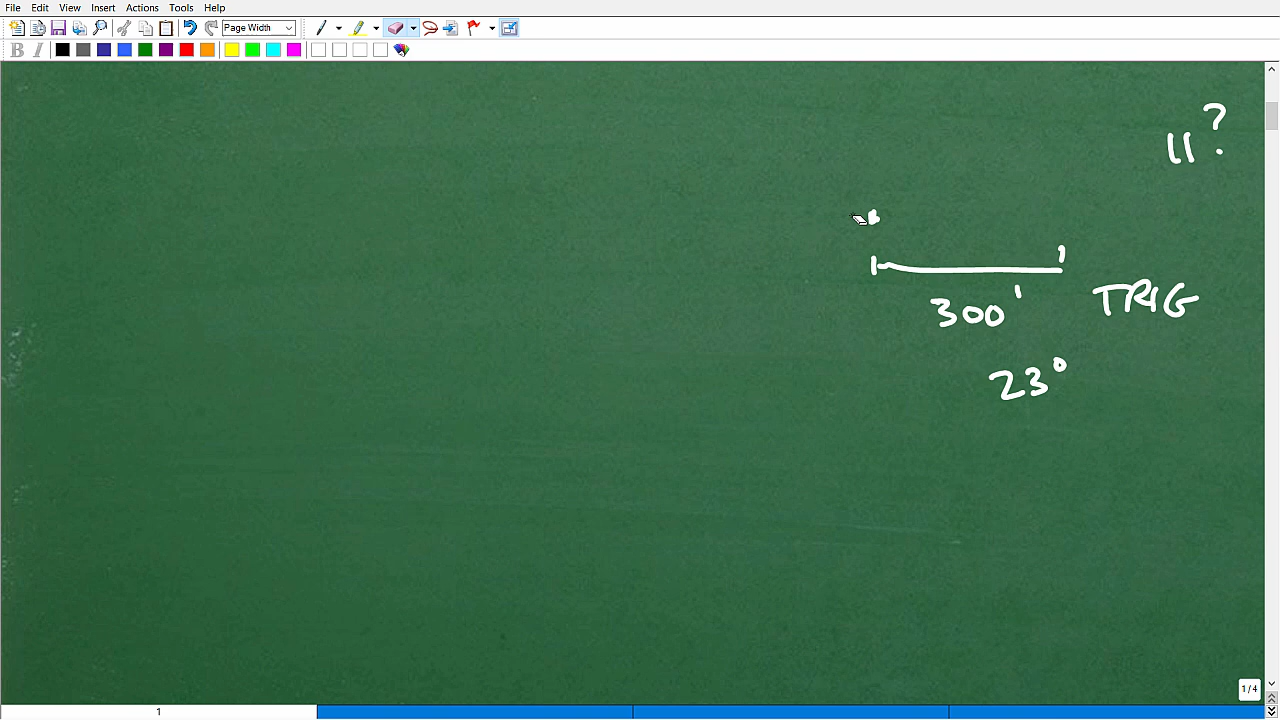 File Edit View Insert Actions Tools Help
Page Width
B I
11?
300'
TRIG
23°
1/4
1